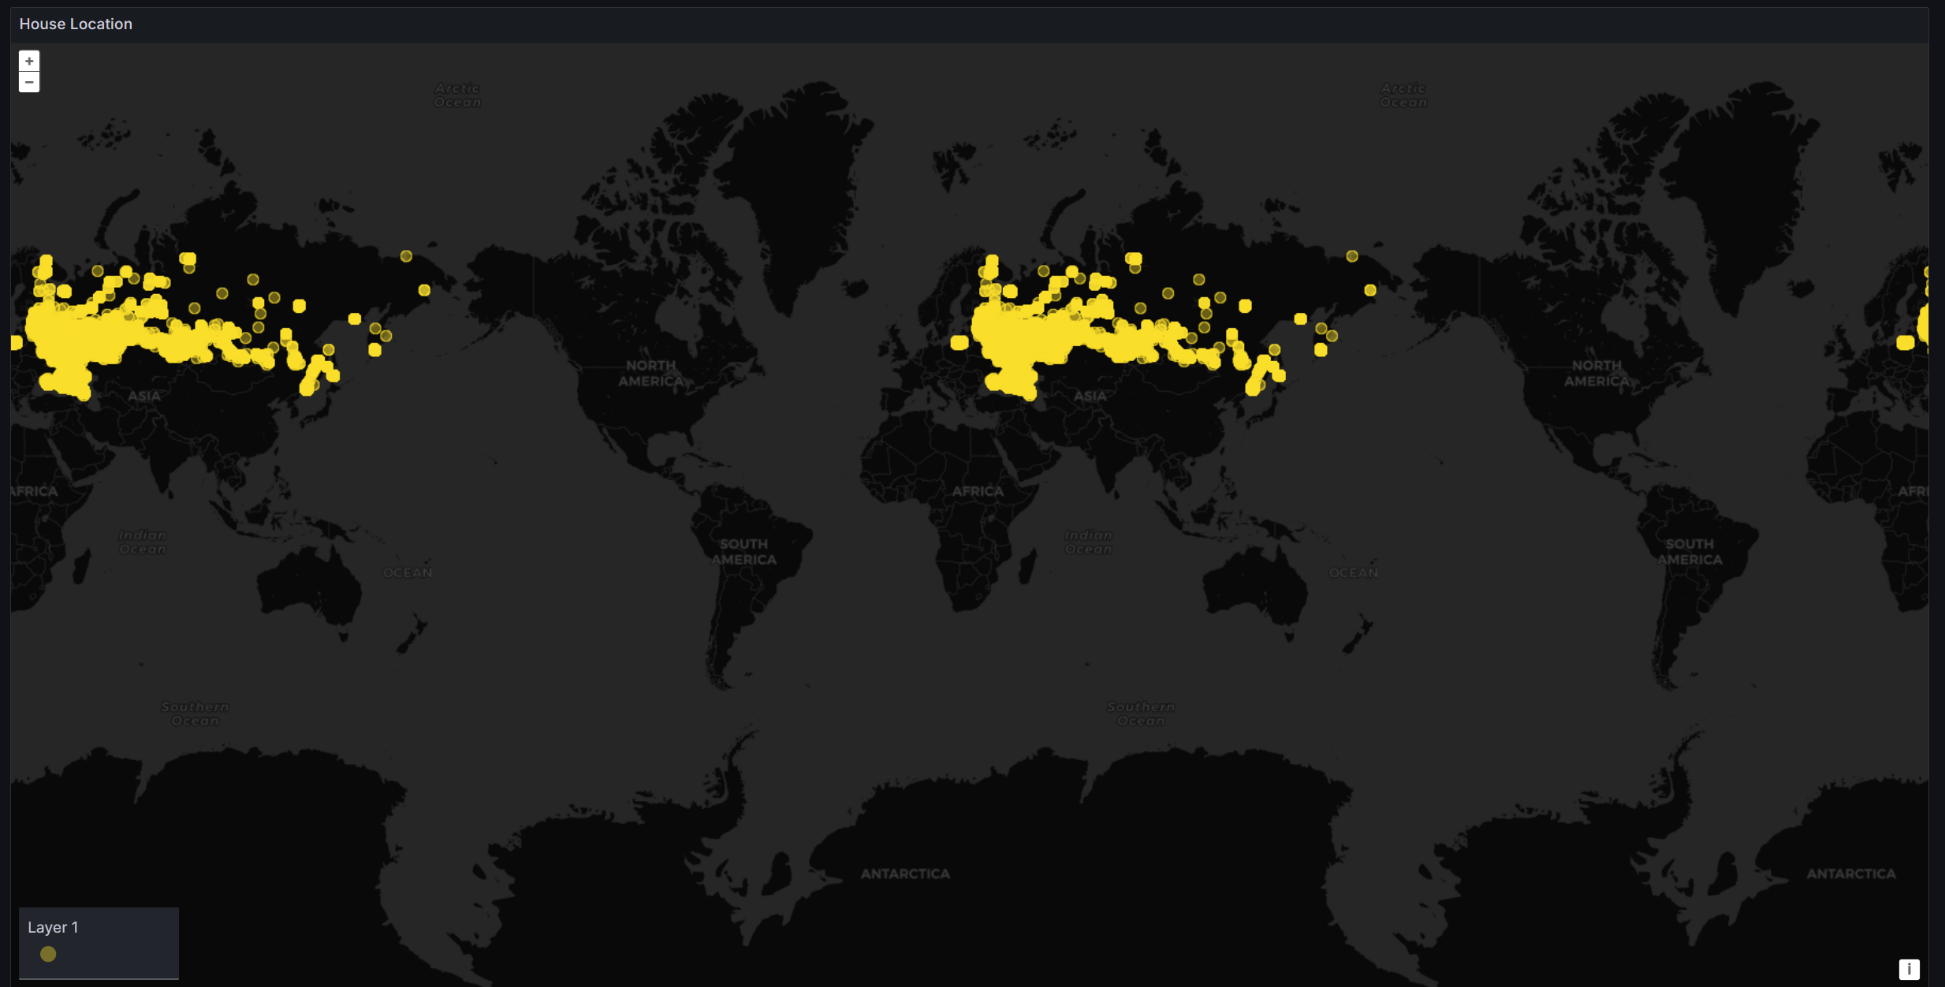 House Location
+
−
Arctic
Ocean
Arctic
Ocean
NORTH
AMERICA
NORTH
AMERICA
ASIA
ASIA
AFRICA
AFRICA
AFRI
Indian
Ocean
Indian
Ocean
SOUTH
AMERICA
SOUTH
AMERICA
OCEAN
OCEAN
Southern
Ocean
Southern
Ocean
ANTARCTICA
ANTARCTICA
Layer 1
i